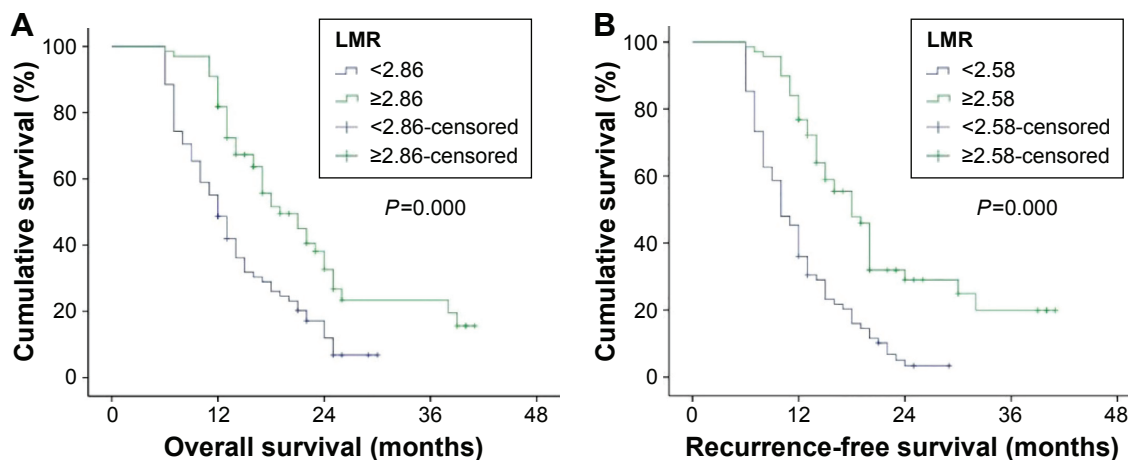 A
Cumulative survival (%)
100
80
60
40
20
0
0 12 24 36 48
Overall survival (months)
LMR
<2.86
≥2.86
<2.86-censored
≥2.86-censored
P=0.000
B
Cumulative survival (%)
100
80
60
40
20
0
0 12 24 36 48
Recurrence-free survival (months)
LMR
<2.58
≥2.58
<2.58-censored
≥2.58-censored
P=0.000